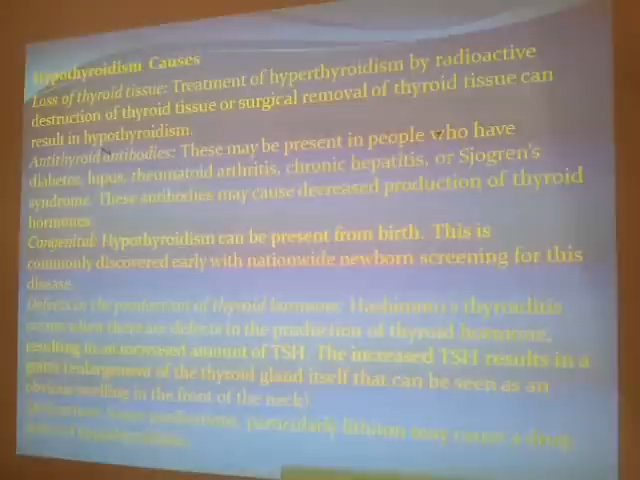 Hypothyroidism Causes
Loss of thyroid tissue: Treatment of hyperthyroidism by radioactive
destruction of thyroid tissue or surgical removal of thyroid tissue can
result in hypothyroidism.
Antithyroid antibodies: These may be present in people who have
diabetes, lupus, rheumatoid arthritis, chronic hepatitis, or Sjogren's
syndrome. These antibodies may cause decreased production of thyroid
hormones.
Congenital: Hypothyroidism can be present from birth. This is
commonly discovered early with nationwide newborn screening for this
disease.
Defects in the production of thyroid hormone: Hashimoto's thyroiditis
occurs when there are defects in the production of thyroid hormone,
resulting in an increased amount of TSH. The increased TSH results in a
goiter (enlargement of the thyroid gland itself that can be seen as an
obvious swelling in the front of the neck)
medications, particularly lithium may cause a drug